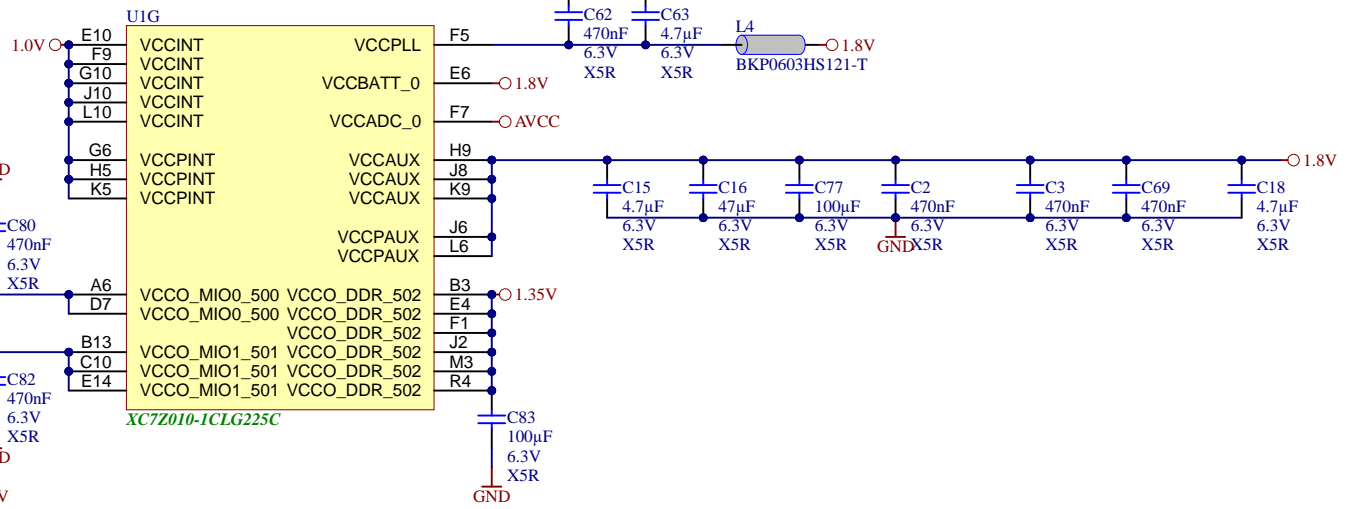 U1G
1.0V
E10 VCCINT
F9 VCCINT
G10 VCCINT
J10 VCCINT
L10 VCCINT
G6 VCCPINT
H5 VCCPINT
K5 VCCPINT
A6 VCCO_MIO0_500
D7 VCCO_MIO0_500
B13 VCCO_MIO1_501
C10 VCCO_MIO1_501
E14 VCCO_MIO1_501
VCCPLL F5
VCCBATT_0 E6 1.8V
VCCADC_0 F7 AVCC
VCCAUX H9
VCCAUX J8
VCCAUX K9
VCCPAUX J6
VCCPAUX L6
VCCO_DDR_502 B3 1.35V
VCCO_DDR_502 E4
VCCO_DDR_502 F1
VCCO_DDR_502 J2
VCCO_DDR_502 M3
VCCO_DDR_502 R4
XC7Z010-1CLG225C
C62
470nF
6.3V
X5R
C63
4.7µF
6.3V
X5R
L4
BKP0603HS121-T
1.8V
1.8V
C15
4.7µF
6.3V
X5R
C16
47µF
6.3V
X5R
C77
100µF
6.3V
X5R
C2
470nF
6.3V
X5R
GND
C3
470nF
6.3V
X5R
C69
470nF
6.3V
X5R
C18
4.7µF
6.3V
X5R
C83
100µF
6.3V
X5R
GND
D
C80
470nF
6.3V
X5R
C82
470nF
6.3V
X5R
D
V